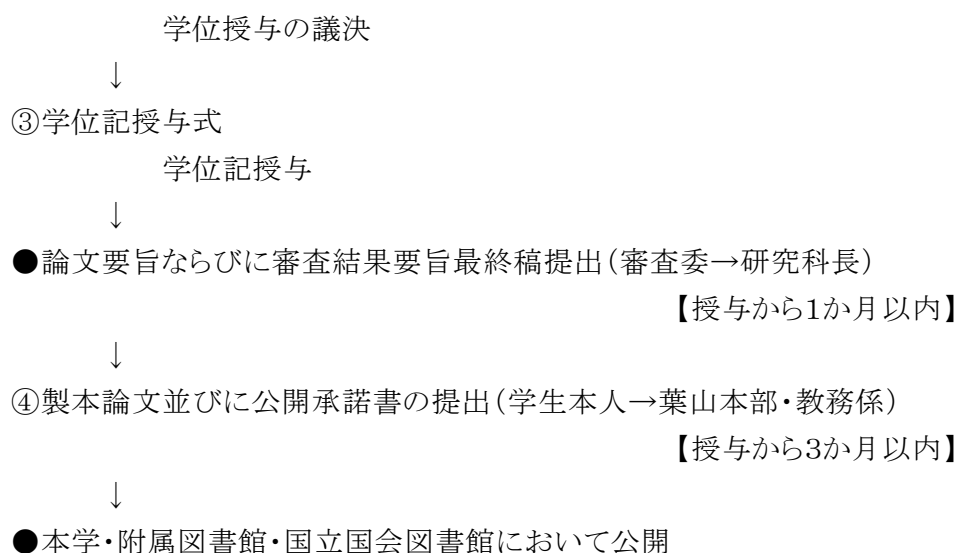 学位授与の議決
↓
③学位記授与式
学位記授与
↓
●論文要旨ならびに審査結果要旨最終稿提出(審査委→研究科長)
【授与から1か月以内】
↓
④製本論文並びに公開承諾書の提出(学生本人→葉山本部・教務係)
【授与から3か月以内】
↓
●本学・附属図書館・国立国会図書館において公開